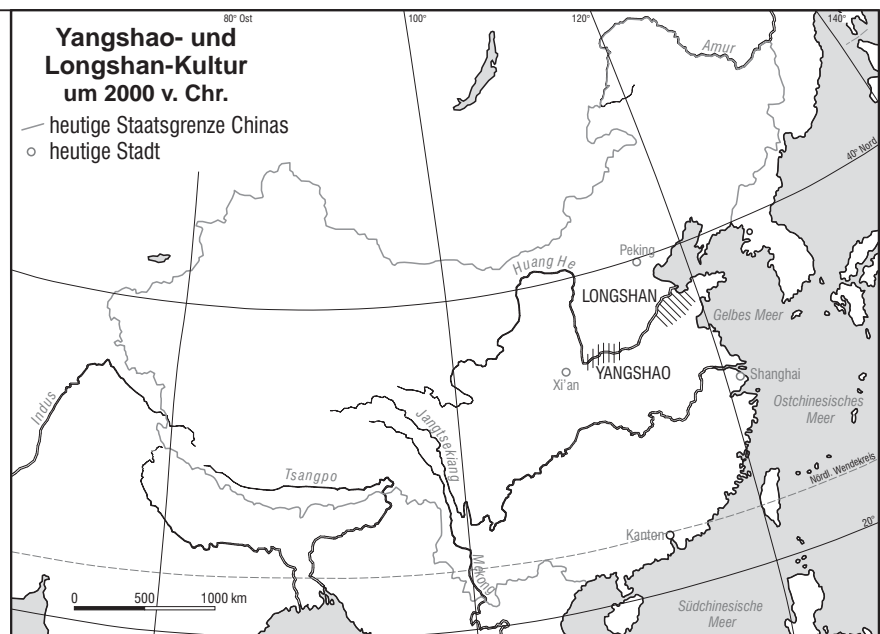 80° Ost
100°
120°
140°
Yangshao- und
Longshan-Kultur
um 2000 v. Chr.
heutige Staatsgrenze Chinas
heutige Stadt
Amur
40° Nord
Peking
Huang He
LONGSHAN
Gelbes Meer
YANGSHAO
Xi'an
Shanghai
Indus
Ostchinesisches
Meer
Jangtsekiang
Tsangpo
Nördl. Wendekreis
20°
Kanton
Mekong
0 500 1000 km
Südchinesische
Meer